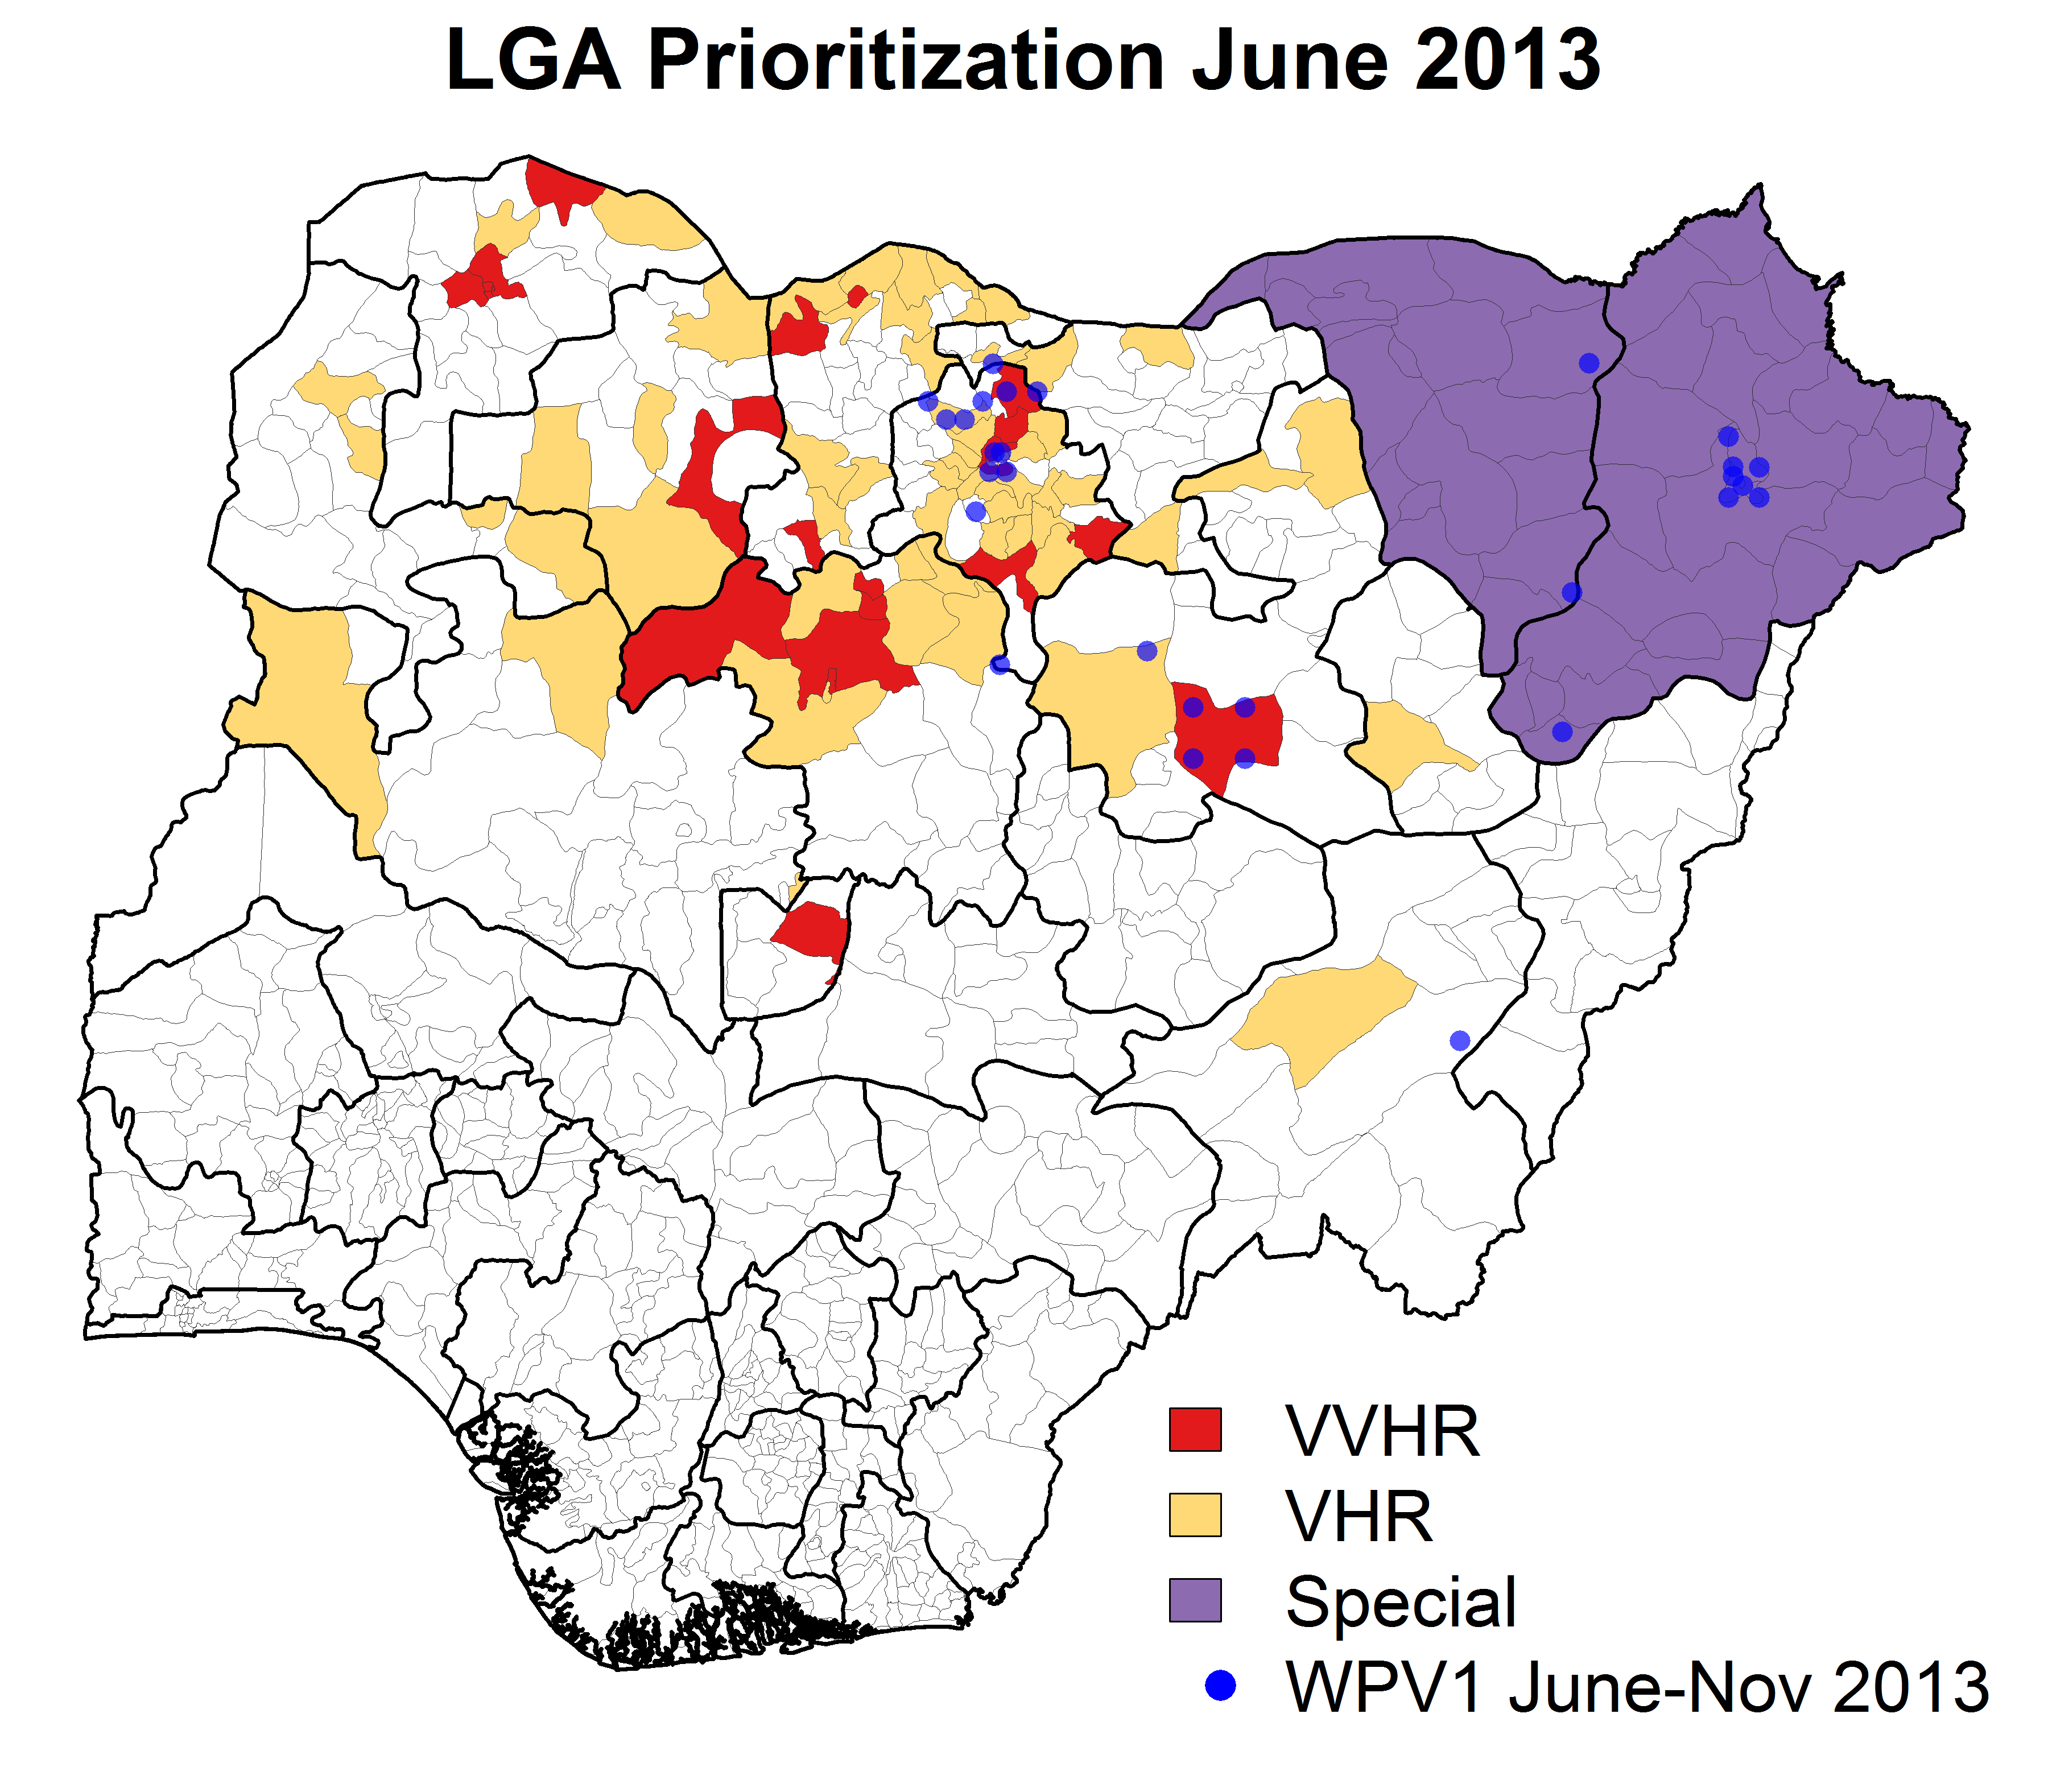 LGA Prioritization June 2013
VVHR
VHR
Special
WPV1 June-Nov 2013